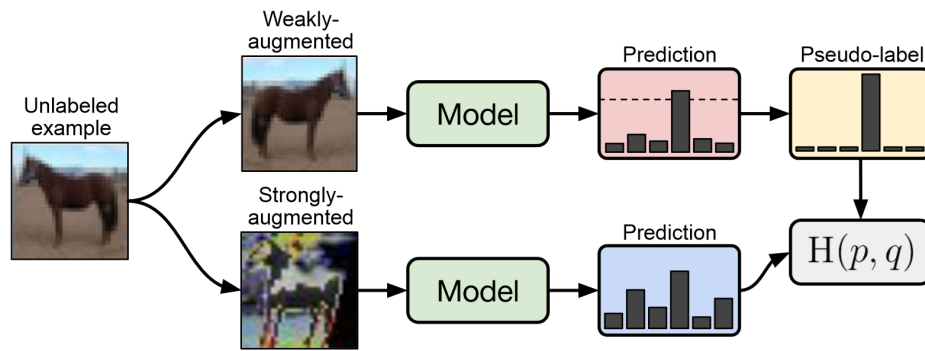 Unlabeled
example
Weakly-
augmented
Model
Prediction
Pseudo-label
Strongly-
augmented
Model
Prediction
H(p, q)